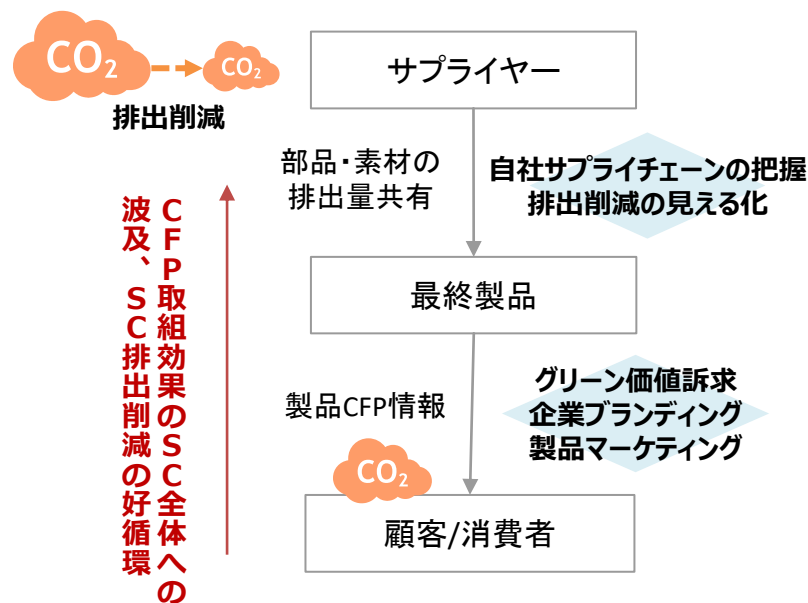 CO2
CO2
排出削減
サプライヤー
部品・素材の
排出量共有
自社サプライチェーンの把握
排出削減の見える化
最終製品
CFP取組効果のSC全体への
波及、SC排出削減の好循環
製品CFP情報
グリーン価値訴求
企業ブランディング
製品マーケティング
CO2
顧客/消費者